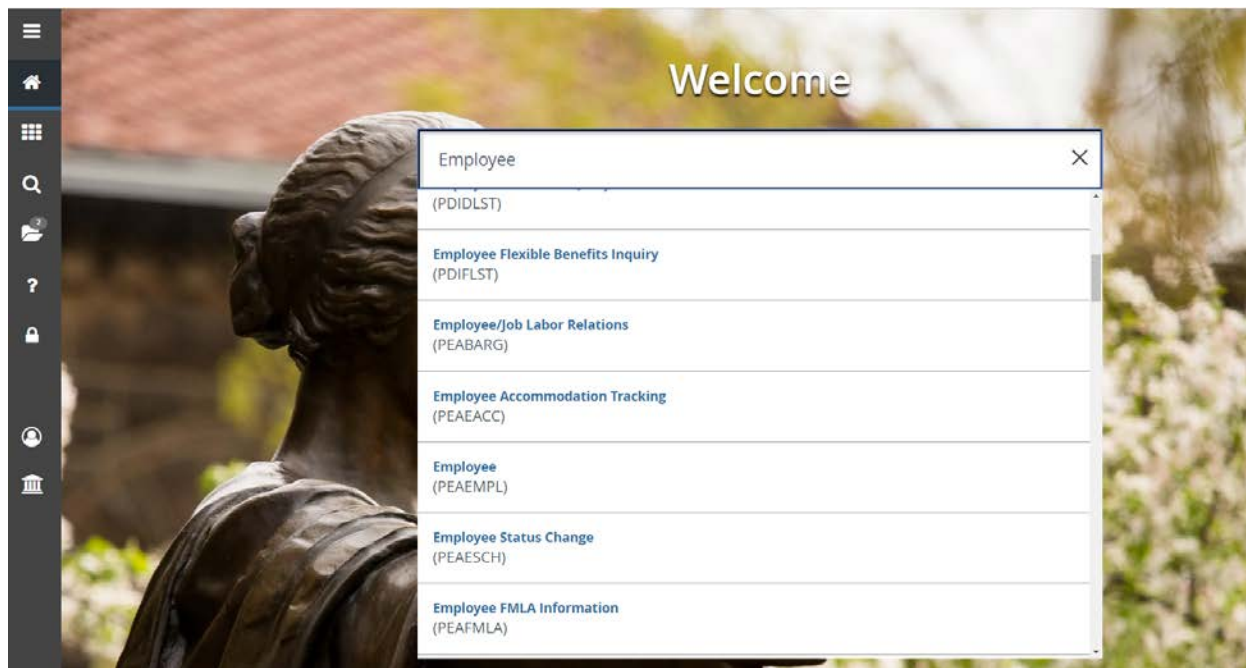 Welcome
Employee
(PDIDLST)
Employee Flexible Benefits Inquiry
(PDIFLST)
Employee/Job Labor Relations
(PEABARG)
Employee Accommodation Tracking
(PEAEACC)
Employee
(PEAEMPL)
Employee Status Change
(PEAESCH)
Employee FMLA Information
(PEAFMLA)
2
?